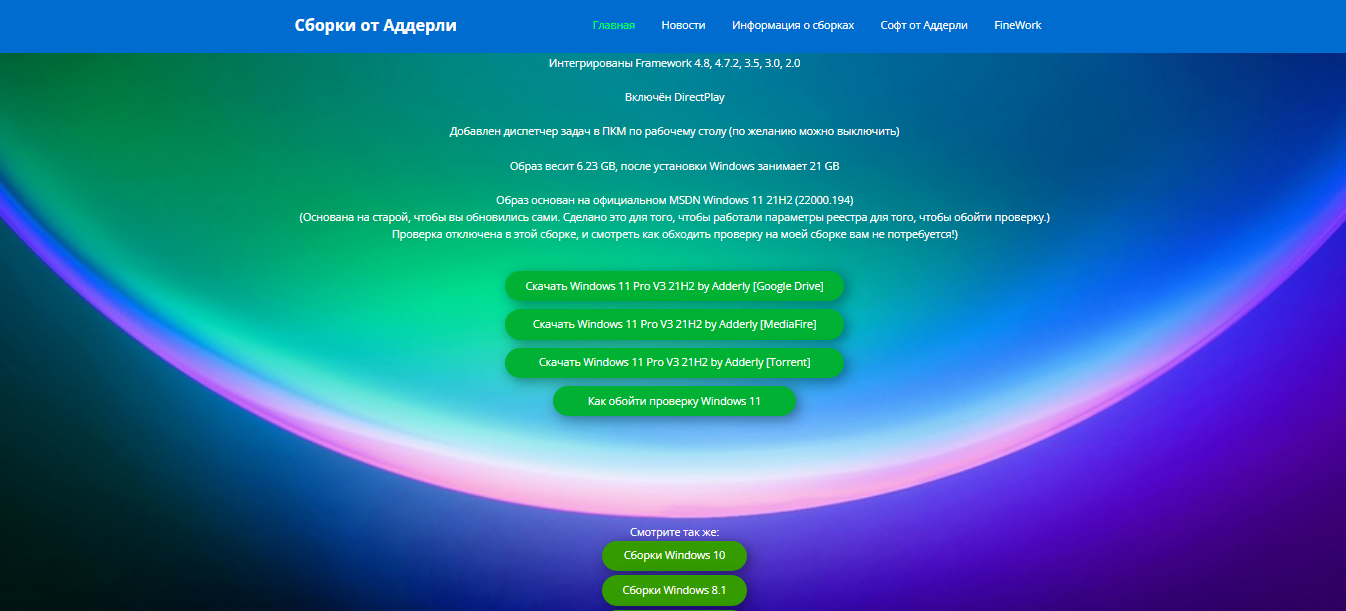 Сборки от Аддерли
Главная
Новости
Информация о сборках
Софт от Аддерли
FineWork
Интегрированы Framework 4.8, 4.7.2, 3.5, 3.0, 2.0
Включён DirectPlay
Добавлен диспетчер задач в ПКМ по рабочему столу (по желанию можно выключить)
Образ весит 6.23 GB, после установки Windows занимает 21 GB
Образ основан на официальном MSDN Windows 11 21H2 (22000.194)
(Основана на старой, чтобы вы обновились сами. Сделано это для того, чтобы работали параметры реестра для того, чтобы обойти проверку.)
Проверка отключена в этой сборке, и смотреть как обходить проверку на моей сборке вам не потребуется!)
Скачать Windows 11 Pro V3 21H2 by Adderly [Google Drive]
Скачать Windows 11 Pro V3 21H2 by Adderly [MediaFire]
Скачать Windows 11 Pro V3 21H2 by Adderly [Torrent]
Как обойти проверку Windows 11
Смотрите так же:
Сборки Windows 10
Сборки Windows 8.1